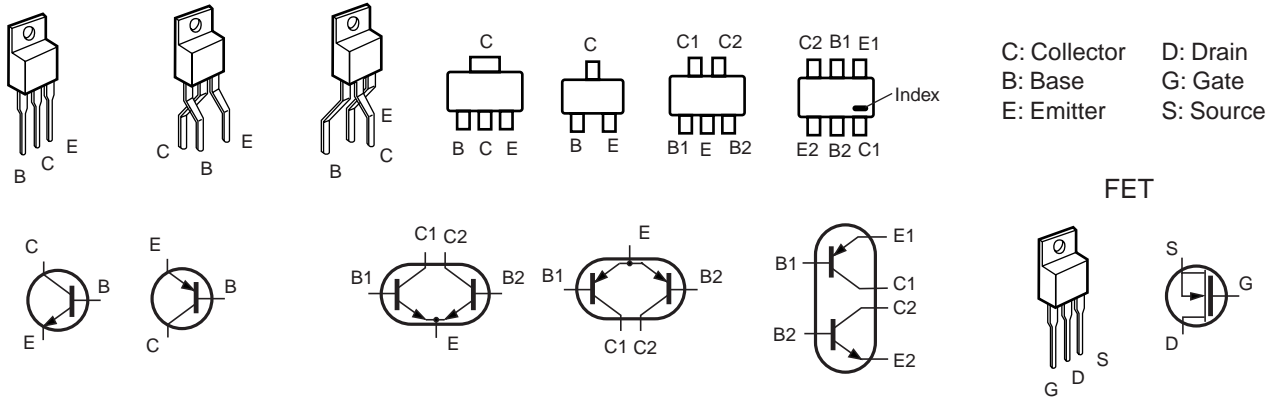 C
C
C1 C2
C2 B1 E1
Index
B C E
B E
B1 E B2
E2 B2 C1
B C E
C B E
B E C
C: Collector D: Drain
B: Base G: Gate
E: Emitter S: Source
FET
C
B
E
E
B
C
C1 C2
B1 B2
E
E
B1 B2
C1 C2
E1
B1
C1
C2
B2
E2
G D S
S
G
D